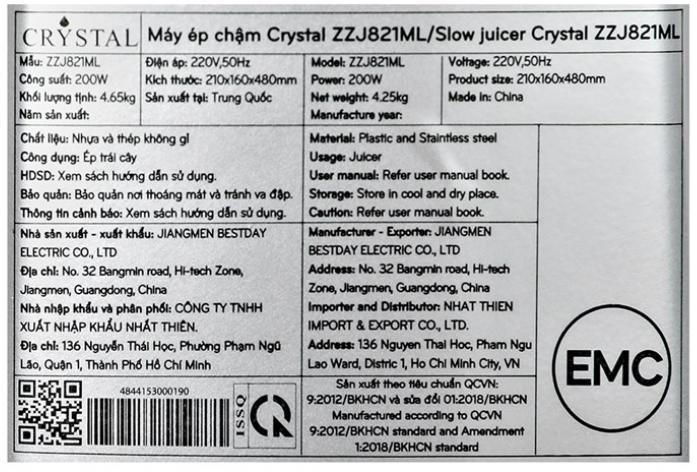 CRYSTAL
Máy ép chậm Crystal ZZJ821ML/Slow juicer Crystal ZZJ821ML
Mẫu: ZZJ821ML
Công suất: 200W
Khối lượng tịnh: 4.65kg
Năm sản xuất:
Điện áp: 220V,50Hz
Kích thước: 210x160x480mm
Sản xuất tại: Trung Quốc
Model: ZZJ821ML
Power: 200W
Net weight: 4.25kg
Manufacture year:
Voltage: 220V,50Hz
Product size: 210x160x480mm
Made in: China
Chất liệu: Nhựa và thép không gỉ
Công dụng: Ép trái cây
HDSD: Xem sách hướng dẫn sử dụng.
Bảo quản: Bảo quản nơi thoáng mát và tránh va đập.
Thông tin cảnh báo: Xem sách hướng dẫn sử dụng.
Material: Plastic and Stainless steel
Usage: Juicer
User manual: Refer user manual book.
Storage: Store in cool and dry place.
Caution: Refer user manual book.
Nhà sản xuất - xuất khẩu: JIANGMEN BESTDAY
ELECTRIC CO., LTD
Địa chỉ: No. 32 Bangmin road, Hi-tech Zone,
Jiangmen, Guangdong, China
Nhà nhập khẩu và phân phối: CÔNG TY TNHH
XUẤT NHẬP KHẨU NHẤT THIÊN.
Địa chỉ: 136 Nguyễn Thái Học, Phường Phạm Ngũ
Lão, Quận 1, Thành Phố Hồ Chí Minh
Manufacturer - Exporter: JIANGMEN
BESTDAY ELECTRIC CO., LTD
Address: No. 32 Bangmin road, Hi-tech
Zone, Jiangmen, Guangdong, China
Importer and Distributor: NHAT THIEN
IMPORT & EXPORT CO., LTD.
Address: 136 Nguyen Thai Hoc, Pham Ngu
Lao Ward, Distric 1, Ho Chi Minh City, VN
4844153000190
ISSQ
Sản xuất theo tiêu chuẩn QCVN:
9:2012/BKHCN và sửa đổi 01:2018/BKHCN
Manufactured according to QCVN
9:2012/BKHCN standard and Amendment
1:2018/BKHCN standard
EMC